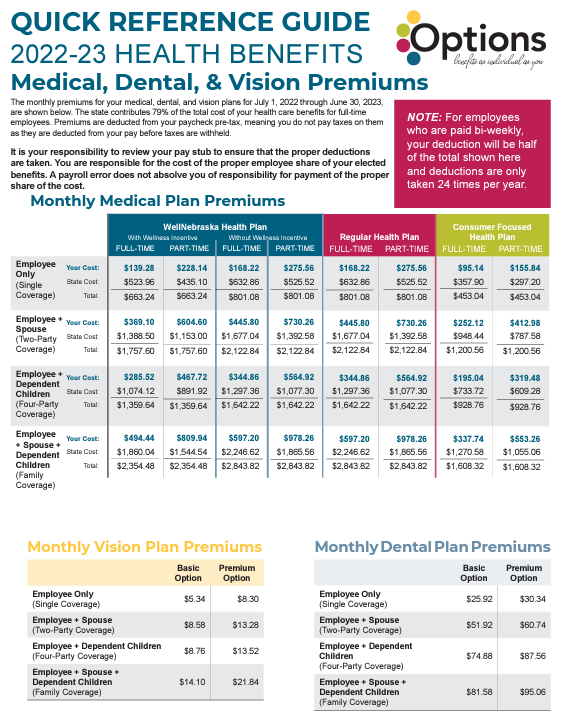 QUICK REFERENCE GUIDE
2022-23 HEALTH BENEFITS
Medical, Dental, & Vision Premiums
Options
benefits as individual as you
The monthly premiums for your medical, dental, and vision plans for July 1, 2022 through June 30, 2023,
are shown below. The state contributes 79% of the total cost of your health care benefits for full-time
employees. Premiums are deducted from your paycheck pre-tax, meaning you do not pay taxes on them
as they are deducted from your pay before taxes are withheld.
It is your responsibility to review your pay stub to ensure that the proper deductions
are taken. You are responsible for the cost of the proper employee share of your elected
benefits. A payroll error does not absolve you of responsibility for payment of the proper
share of the cost.
NOTE: For employees
who are paid bi-weekly,
your deduction will be half
of the total shown here
and deductions are only
taken 24 times per year.
Monthly Medical Plan Premiums
WellNebraska Health Plan
With Wellness Incentive Without Wellness Incentive
Regular Health Plan
Consumer Focused
Health Plan
FULL-TIME PART-TIME FULL-TIME PART-TIME FULL-TIME PART-TIME FULL-TIME PART-TIME
Employee
Only
(Single
Coverage)
Your Cost: $139.28 $228.14 $168.22 $275.56 $168.22 $275.56 $95.14 $155.84
State Cost: $523.96 $435.10 $632.86 $525.52 $632.86 $525.52 $357.90 $297.20
Total: $663.24 $663.24 $801.08 $801.08 $801.08 $801.08 $453.04 $453.04
Employee +
Spouse
(Two-Party
Coverage)
Your Cost: $369.10 $604.60 $445.80 $730.26 $445.80 $730.26 $252.12 $412.98
State Cost: $1,388.50 $1,153.00 $1,677.04 $1,392.58 $1,677.04 $1,392.58 $948.44 $787.58
Total: $1,757.60 $1,757.60 $2,122.84 $2,122.84 $2,122.84 $2,122.84 $1,200.56 $1,200.56
Employee +
Dependent
Children
(Four-Party
Coverage)
Your Cost: $285.52 $467.72 $344.86 $564.92 $344.86 $564.92 $195.04 $319.48
State Cost: $1,074.12 $891.92 $1,297.36 $1,077.30 $1,297.36 $1,077.30 $733.72 $609.28
Total: $1,359.64 $1,359.64 $1,642.22 $1,642.22 $1,642.22 $1,642.22 $928.76 $928.76
Employee
+ Spouse +
Dependent
Children
(Family
Coverage)
Your Cost: $494.44 $809.94 $597.20 $978.26 $597.20 $978.26 $337.74 $553.26
State Cost: $1,860.04 $1,544.54 $2,246.62 $1,865.56 $2,246.62 $1,865.56 $1,270.58 $1,055.06
Total: $2,354.48 $2,354.48 $2,843.82 $2,843.82 $2,843.82 $2,843.82 $1,608.32 $1,608.32
Monthly Vision Plan Premiums
Basic Premium
Option Option
Employee Only
(Single Coverage) $5.34 $8.30
Employee + Spouse
(Two-Party Coverage) $8.58 $13.28
Employee + Dependent Children
(Four-Party Coverage) $8.76 $13.52
Employee + Spouse +
Dependent Children $14.10 $21.84
(Family Coverage)
Monthly Dental Plan Premiums
Basic Premium
Option Option
Employee Only
(Single Coverage) $25.92 $30.34
Employee + Spouse
(Two-Party Coverage) $51.92 $60.74
Employee + Dependent
Children $74.88 $87.56
(Four-Party Coverage)
Employee + Spouse +
Dependent Children $81.58 $95.06
(Family Coverage)